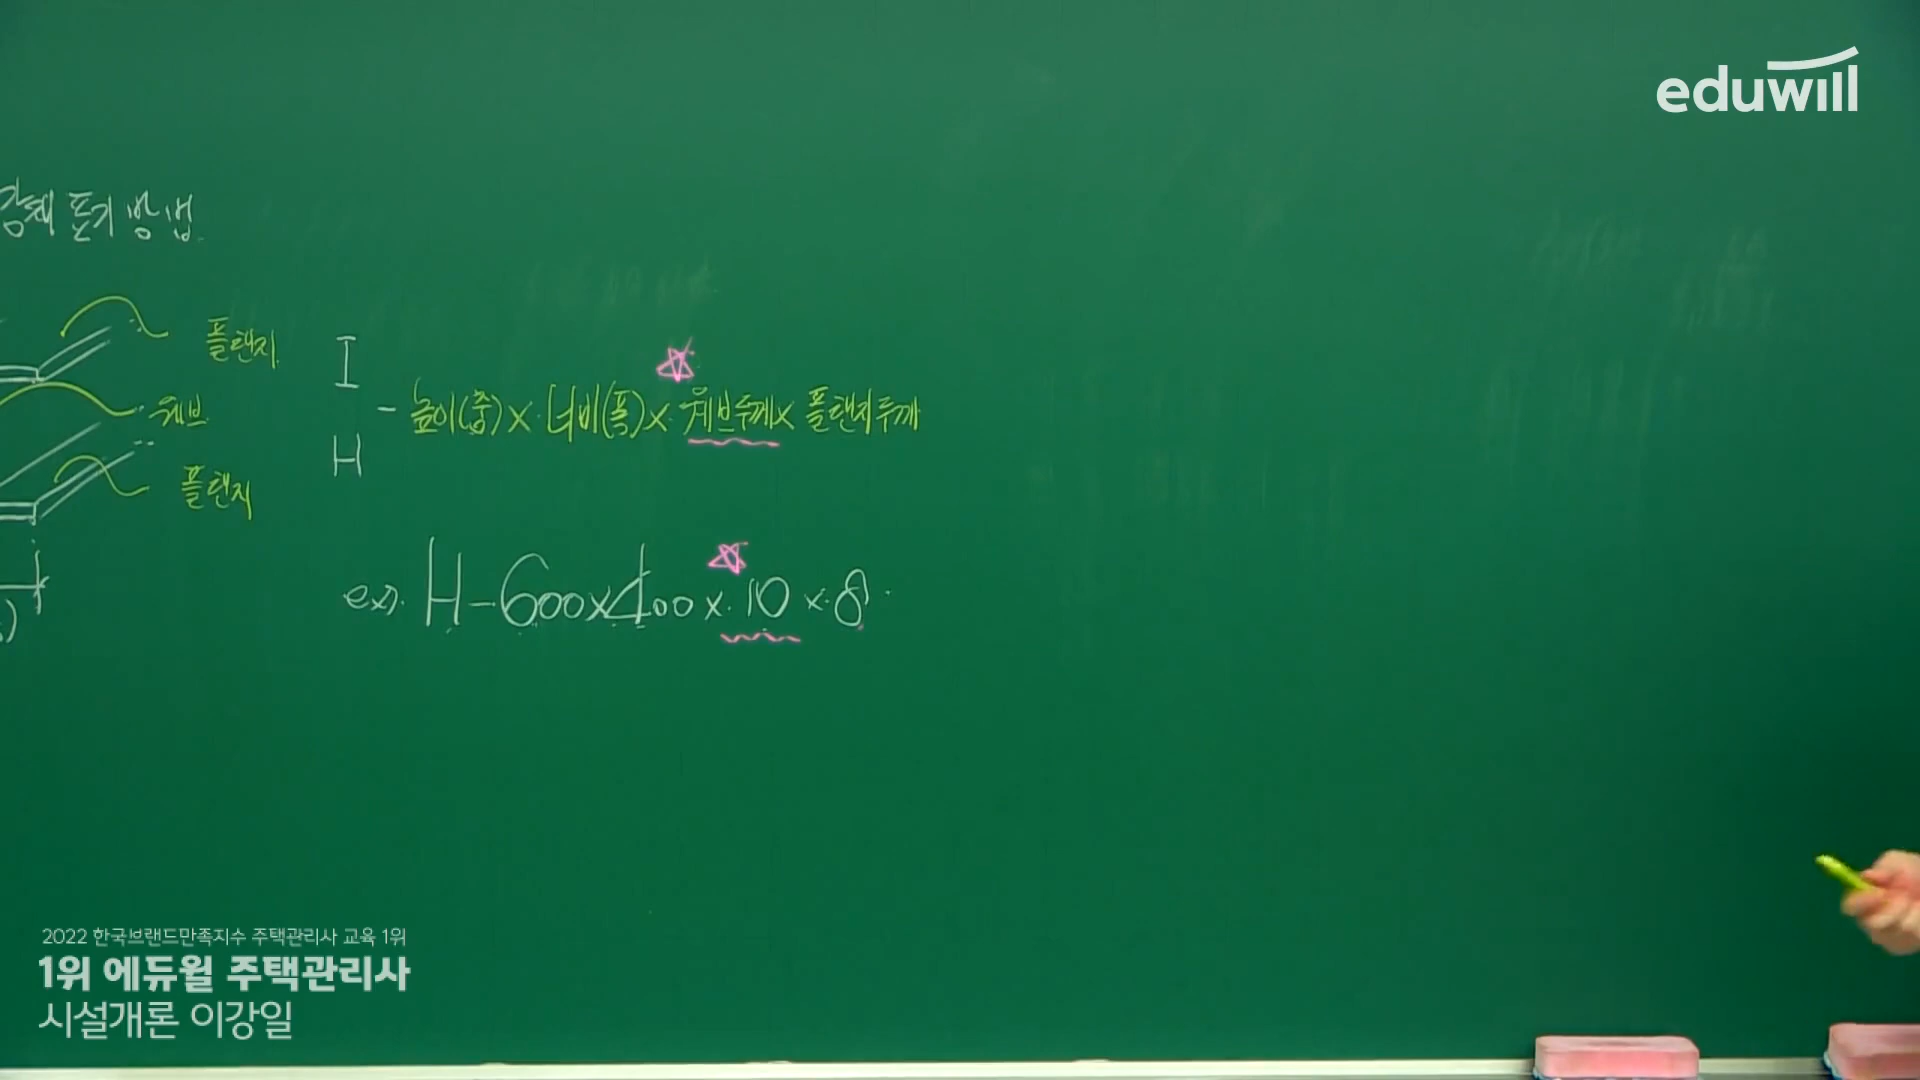 eduwill
강재 표기 방법
플랜지
웨브
플랜지
I
H
- 높이(춤) × 너비(폭) × 웨브두께 × 플랜지두께
ex). H-600×400×10×8
2022 한국브랜드만족지수 주택관리사 교육 1위
1위 에듀윌 주택관리사
시설개론 이강일